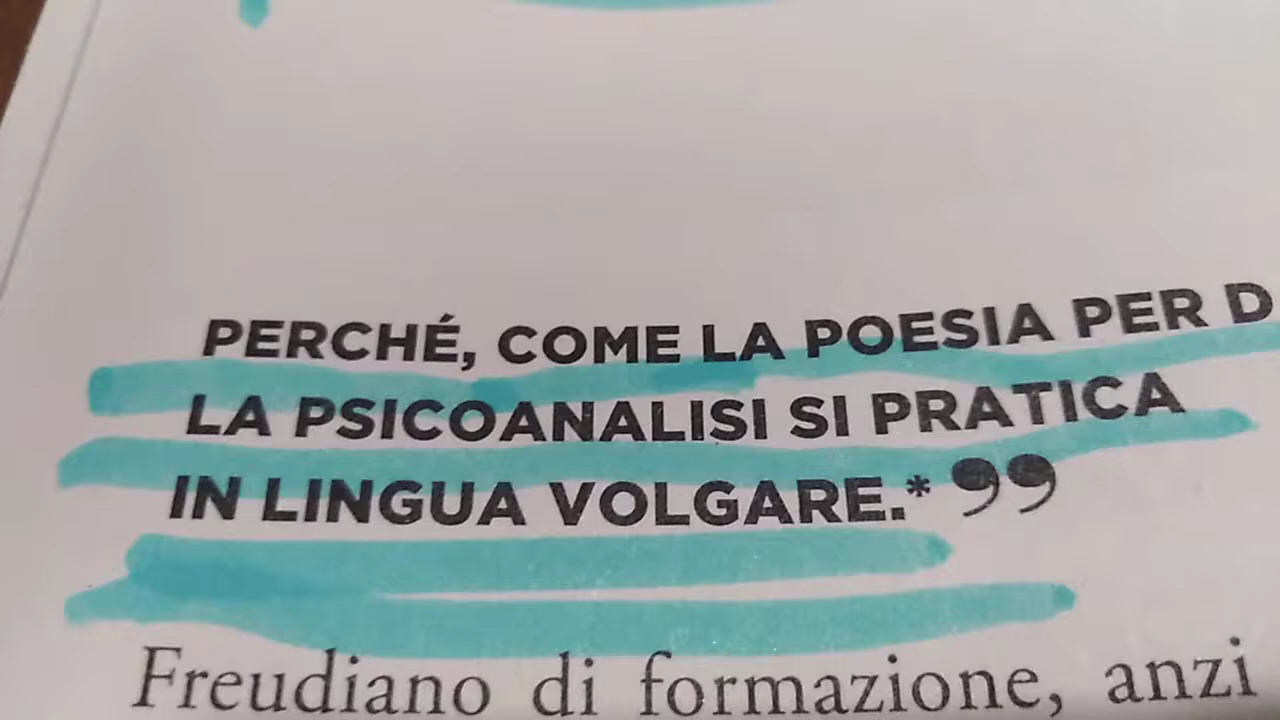 PERCHÉ, COME LA POESIA PER D
LA PSICOANALISI SI PRATICA
IN LINGUA VOLGARE.* ”
Freudiano di formazione, anzi